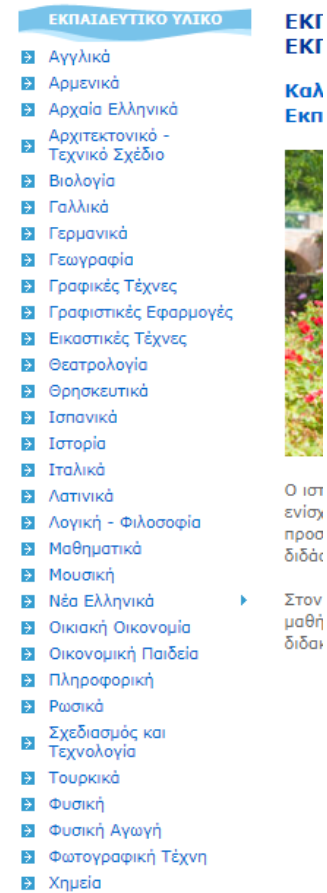 ΕΚΠΑΙΔΕΥΤΙΚΟ ΥΛΙΚΟ
Αγγλικά
Αρμενικά
Αρχαία Ελληνικά
Αρχιτεκτονικό -
Τεχνικό Σχέδιο
Βιολογία
Γαλλικά
Γερμανικά
Γεωγραφία
Γραφικές Τέχνες
Γραφιστικές Εφαρμογές
Εικαστικές Τέχνες
Θεατρολογία
Θρησκευτικά
Ισπανικά
Ιστορία
Ιταλικά
Λατινικά
Λογική - Φιλοσοφία
Μαθηματικά
Μουσική
Νέα Ελληνικά
Οικιακή Οικονομία
Οικονομική Παιδεία
Πληροφορική
Ρωσικά
Σχεδιασμός και
Τεχνολογία
Τουρκικά
Φυσική
Φυσική Αγωγή
Φωτογραφική Τέχνη
Χημεία
Ο
Στον